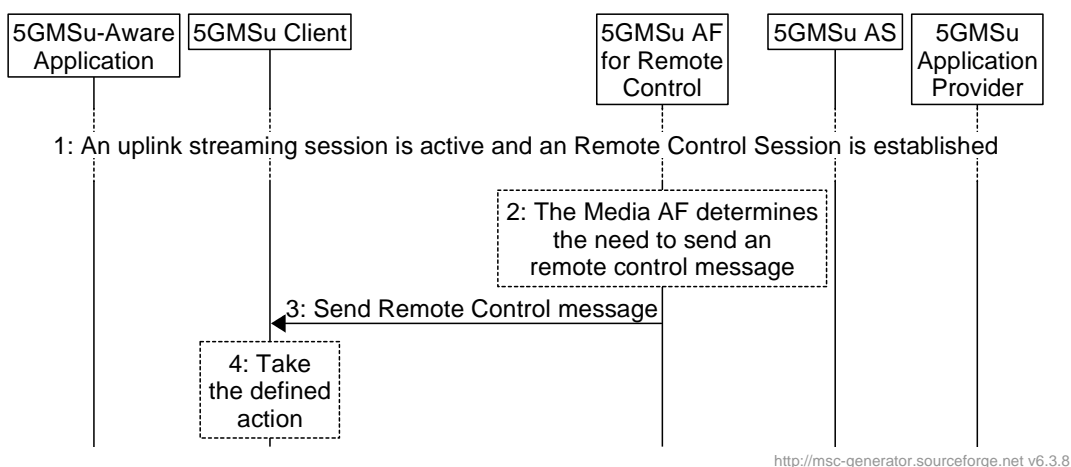 5GMSu-Aware
Application
5GMSu Client
5GMSu AF
for Remote
Control
5GMSu AS
5GMSu
Application
Provider
1: An uplink streaming session is active and an Remote Control Session is established
2: The Media AF determines
the need to send an
remote control message
3: Send Remote Control message
4: Take
the defined
action
http://msc-generator.sourceforge.net v6.3.8